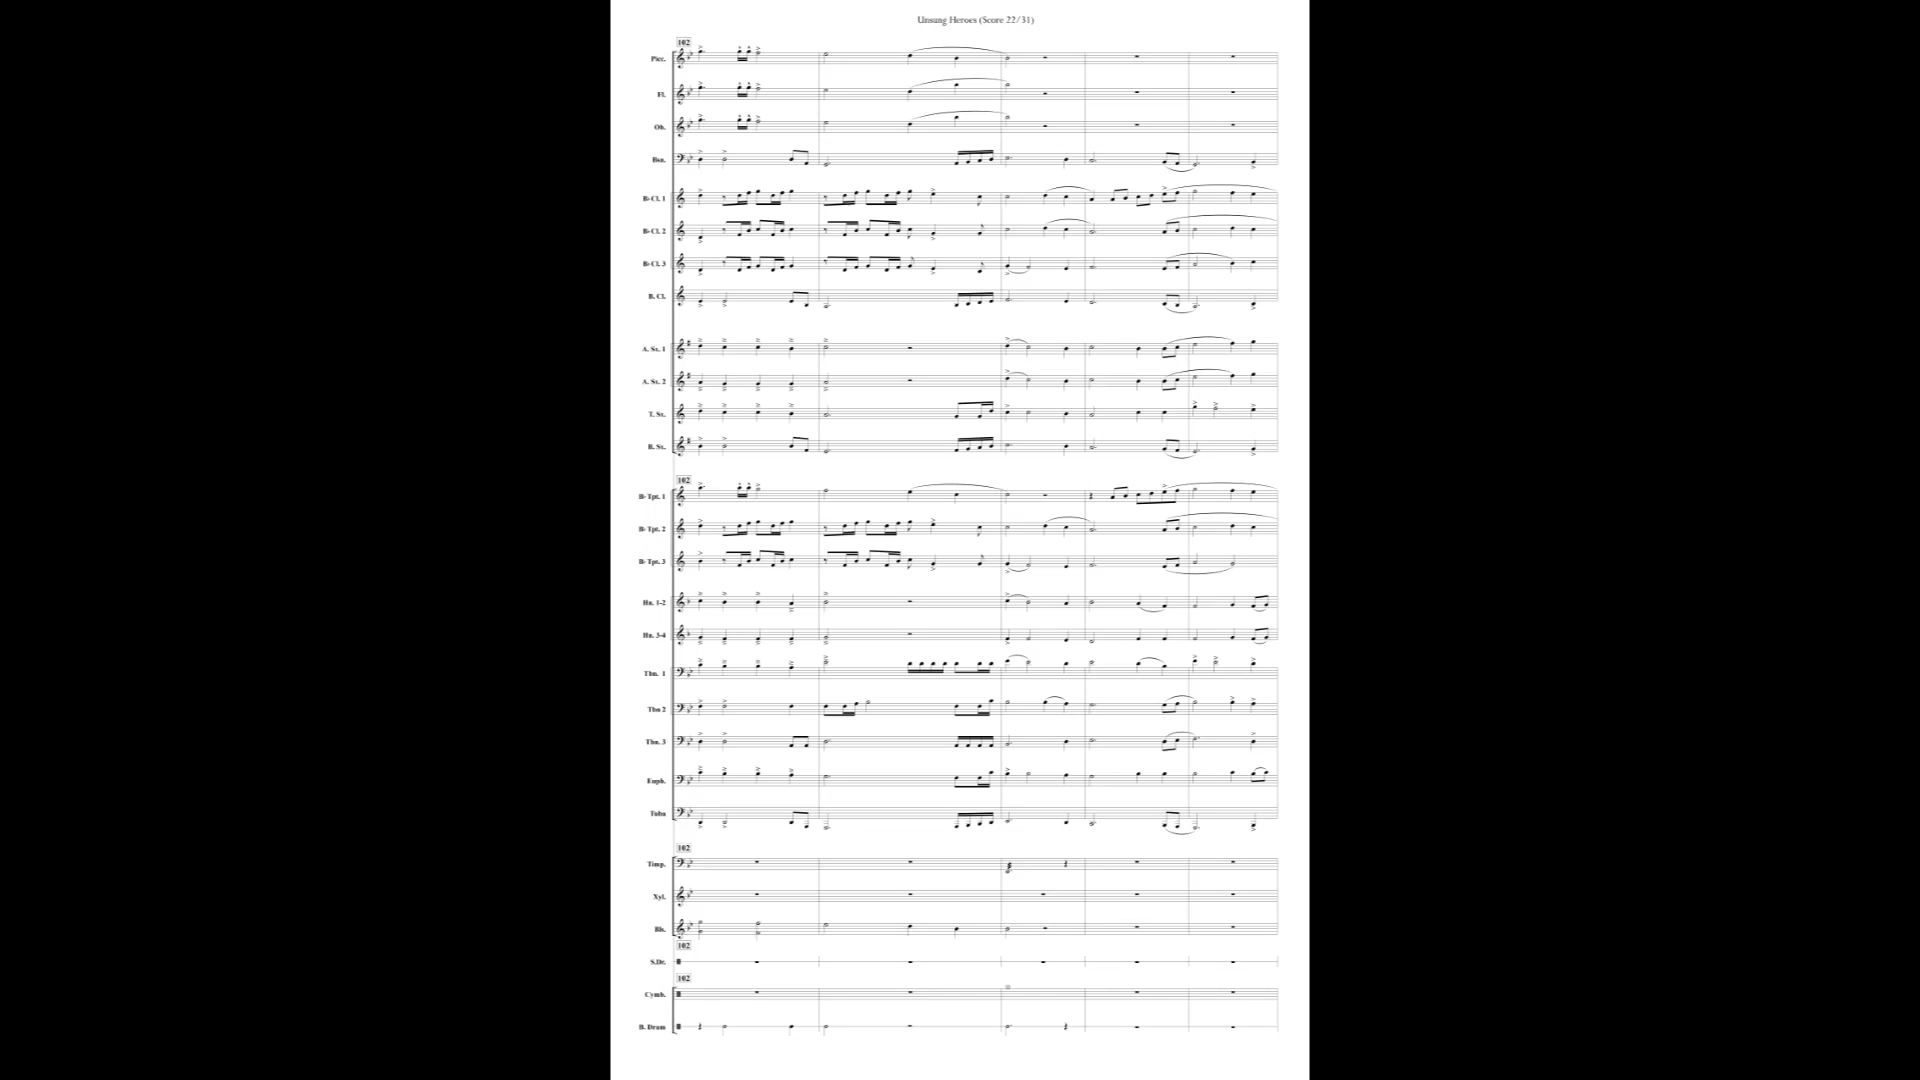 Unsung Heroes (Score 22/31)
102
Picc.
Fl.
Ob.
Bsn.
B♭ Cl. 1
B♭ Cl. 2
B♭ Cl. 3
B. Cl.
A. Sx. 1
A. Sx. 2
T. Sx.
B. Sx.
102
B♭ Tpt. 1
B♭ Tpt. 2
B♭ Tpt. 3
Hn. 1-2
Hn. 3-4
Tbn. 1
Tbn 2
Tbn. 3
Euph.
Tuba
102
Timp.
Xyl.
Bls.
102
S.Dr.
102
Cymb.
B. Drum